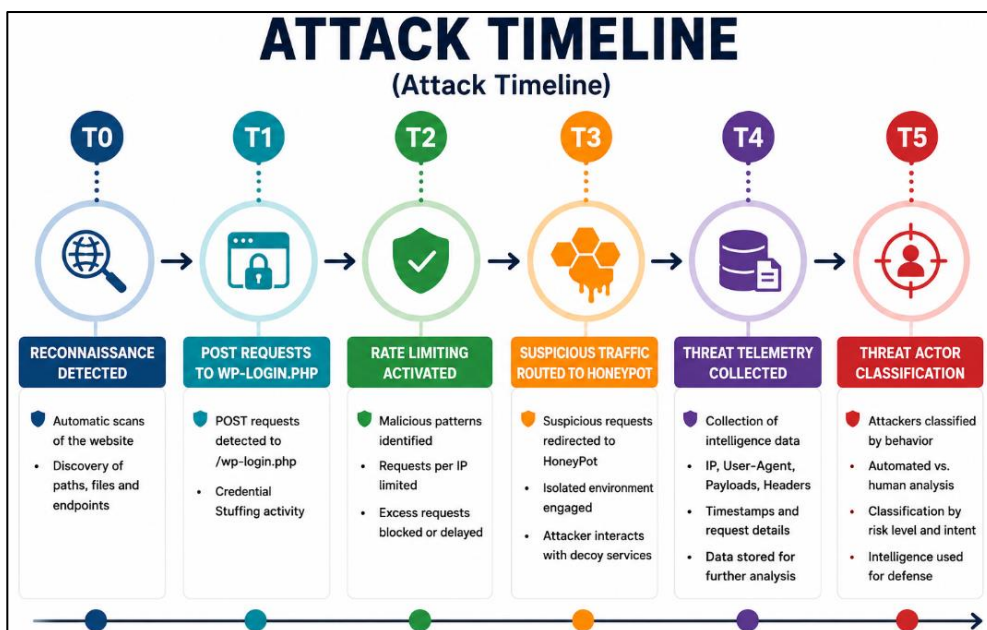 ATTACK TIMELINE
(Attack Timeline)
T0
T1
T2
T3
T4
T5
RECONNAISSANCE
DETECTED
Automatic scans
of the website
• Discovery of
paths, files and
endpoints
POST REQUESTS
TO WP-LOGIN.PHP
POST requests
detected to
/wp-login.php
• Credential
Stuffing activity
RATE LIMITING
ACTIVATED
Malicious patterns
identified
• Requests per IP
limited
• Excess requests
blocked or delayed
SUSPICIOUS TRAFFIC
ROUTED TO HONEYPOT
Suspicious requests
redirected to
HoneyPot
• Isolated environment
engaged
• Attacker interacts
with decoy services
THREAT TELEMETRY
COLLECTED
Collection of
intelligence data
• IP, User-Agent,
Payloads, Headers
• Timestamps and
request details
• Data stored for
further analysis
THREAT ACTOR
CLASSIFICATION
Attackers classified
by behavior
• Automated vs.
human analysis
• Classification by
risk level and intent
• Intelligence used
for defense